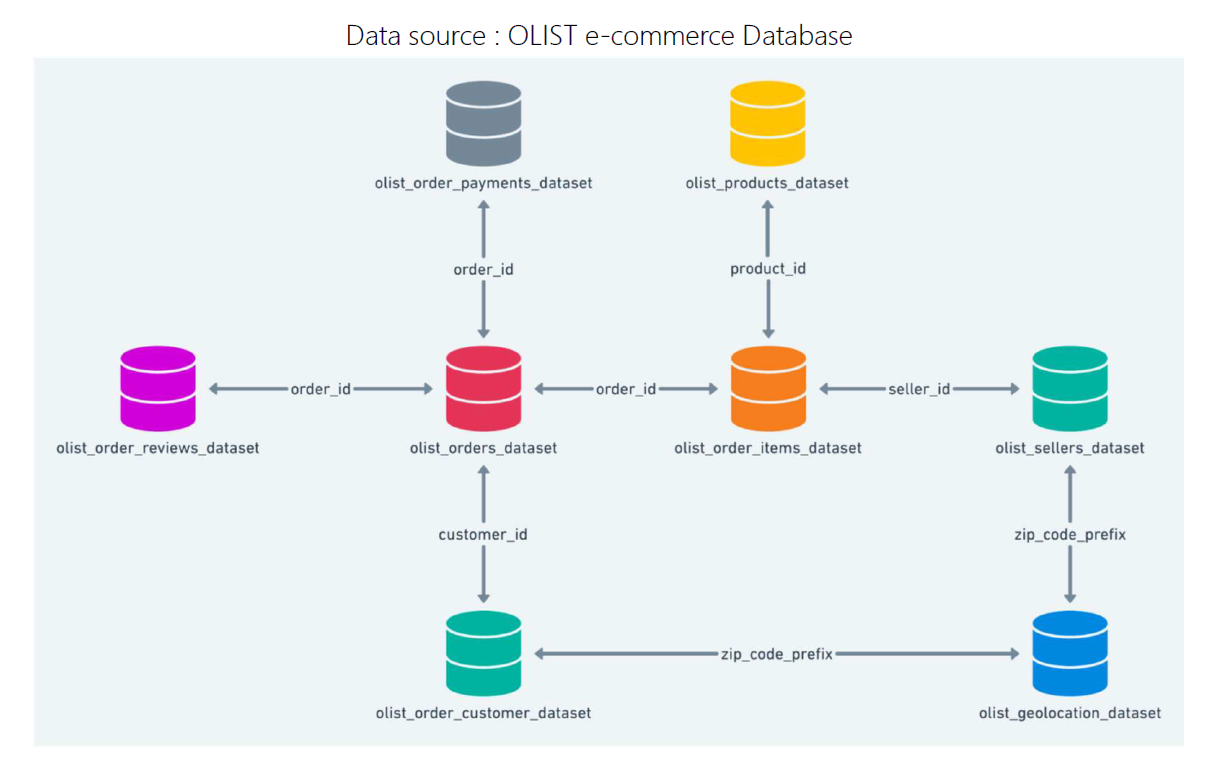 Data source : OLIST e-commerce Database
olist_order_payments_dataset
olist_products_dataset
order_id
product_id
order_id
order_id
seller_id
olist_order_reviews_dataset
olist_orders_dataset
olist_order_items_dataset
olist_sellers_dataset
customer_id
zip_code_prefix
zip_code_prefix
olist_order_customer_dataset
olist_geolocation_dataset